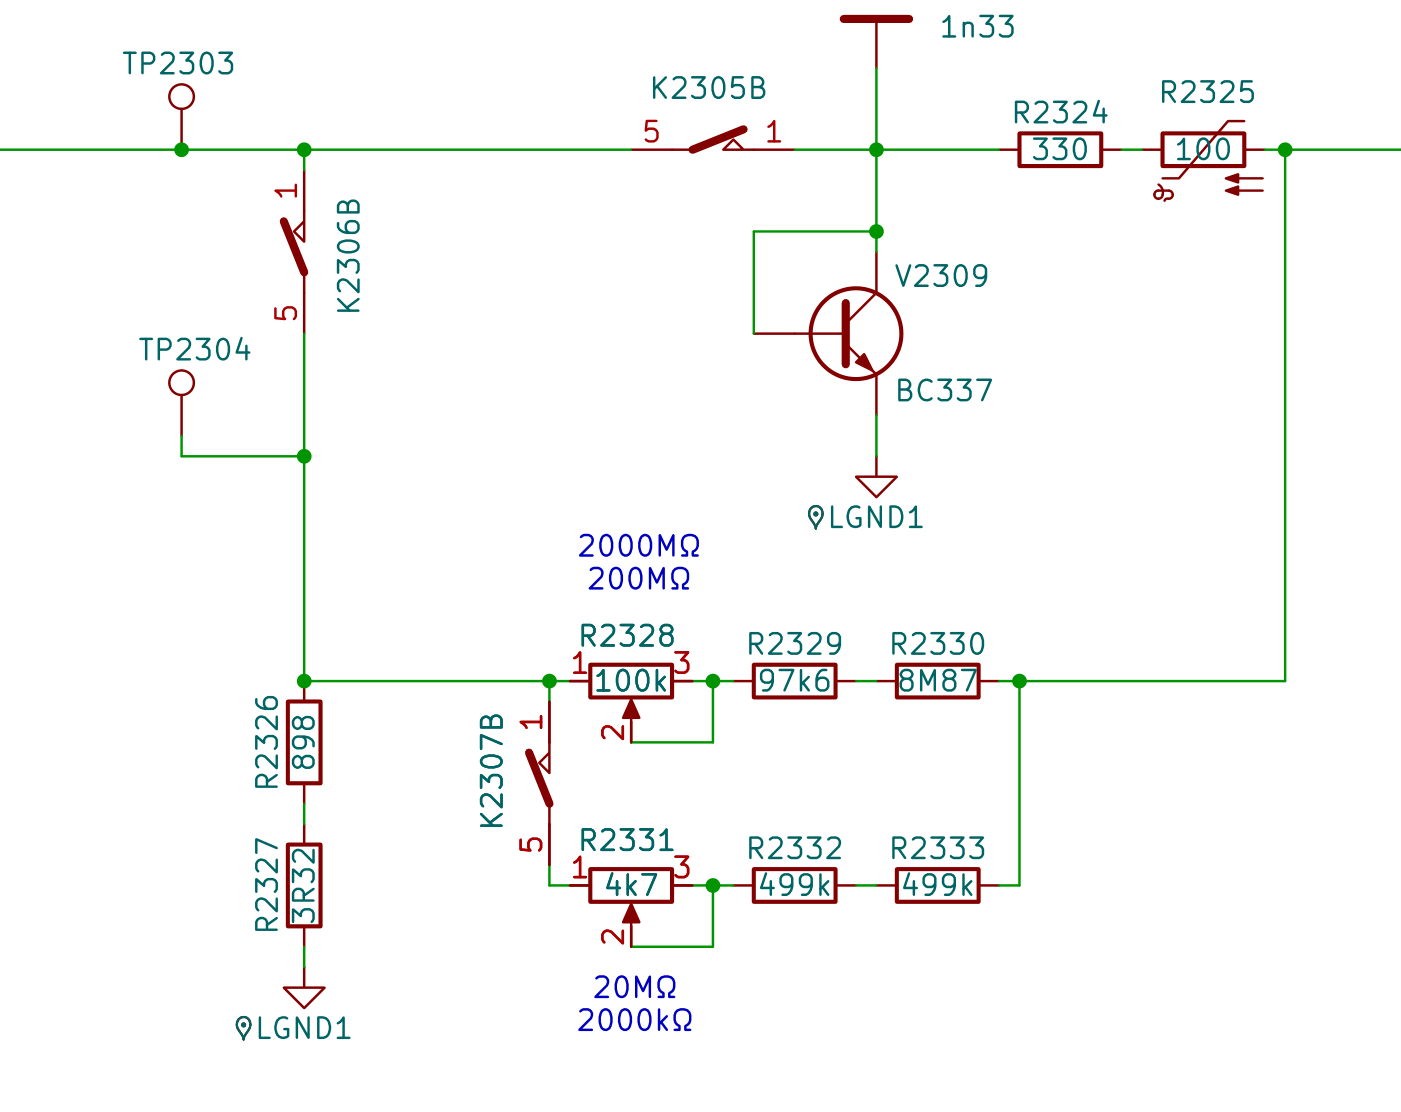 1n33
TP2303
K2305B
5
1
R2324
330
R2325
100
ϑ
1
K2306B
5
V2309
BC337
LGND1
TP2304
2000MΩ
200MΩ
R2328
1
100k
3
2
R2329
97k6
R2330
8M87
R2326
898
K2307B
1
5
R2331
1
4k7
3
2
R2332
499k
R2333
499k
R2327
3R32
20MΩ
2000kΩ
LGND1